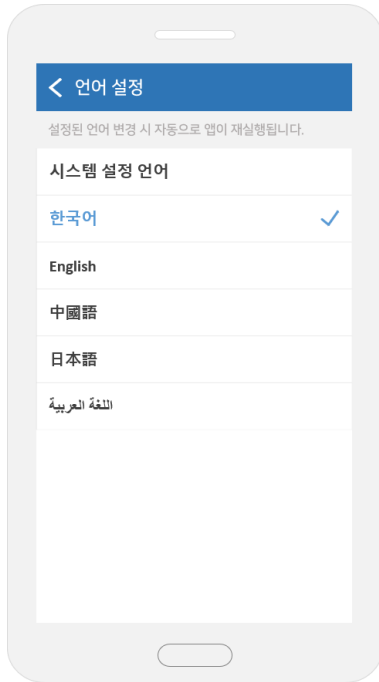 언어 설정
설정된 언어 변경 시 자동으로 앱이 재실행됩니다.
시스템 설정 언어
한국어
English
中國語
日本語
اللغة العربية